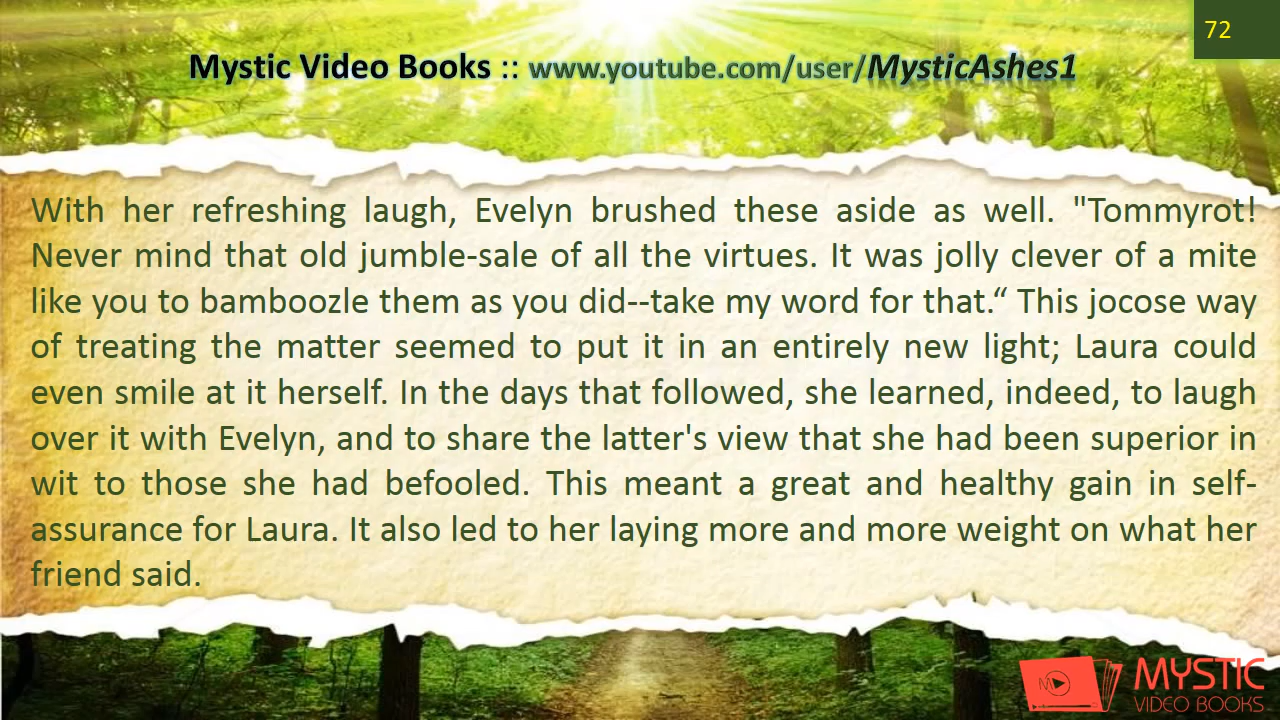 72
Mystic Video Books :: www.youtube.com/user/MysticAshes1
With her refreshing laugh, Evelyn brushed these aside as well. "Tommyrot!
Never mind that old jumble-sale of all the virtues. It was jolly clever of a mite
like you to bamboozle them as you did--take my word for that.“ This jocose way
of treating the matter seemed to put it in an entirely new light; Laura could
even smile at it herself. In the days that followed, she learned, indeed, to laugh
over it with Evelyn, and to share the latter's view that she had been superior in
wit to those she had befooled. This meant a great and healthy gain in self-
assurance for Laura. It also led to her laying more and more weight on what her
friend said.
MYSTIC
VIDEO BOOKS